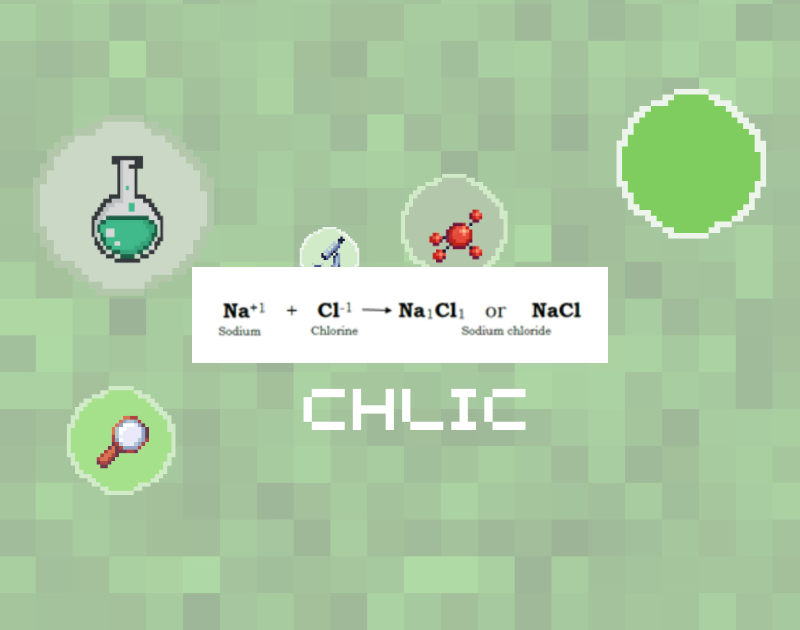 Na⁺¹ + Cl⁻¹ ⟶ Na₁Cl₁ or NaCl
Sodium Chlorine Sodium chloride
CHLIC